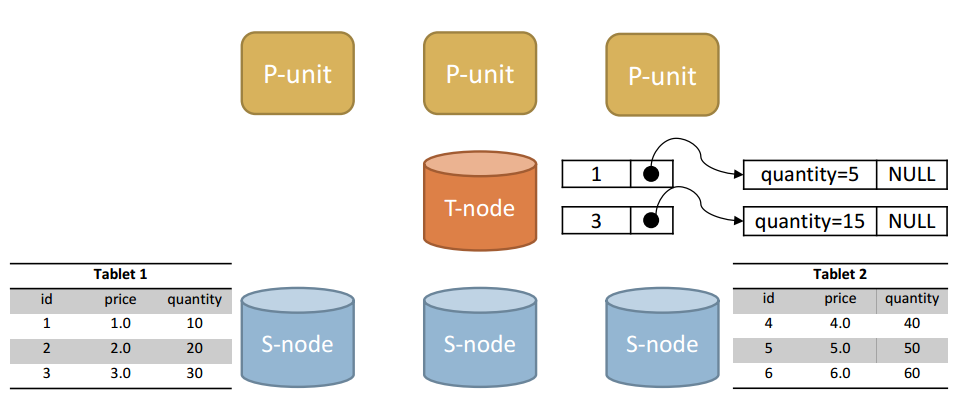 P-unit P-unit P-unit
1 quantity=5 NULL
T-node
3 quantity=15 NULL
Tablet 1
id price quantity
1 1.0 10
2 2.0 20
3 3.0 30
S-node S-node S-node
Tablet 2
id price quantity
4 4.0 40
5 5.0 50
6 6.0 60